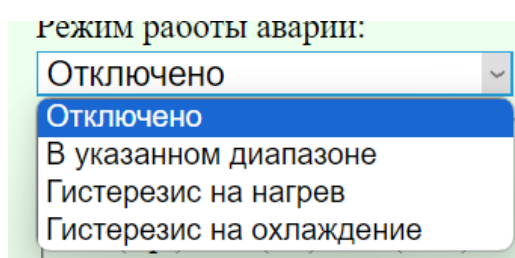 Режим работы аварии:
Отключено
Отключено
В указанном диапазоне
Гистерезис на нагрев
Гистерезис на охлаждение